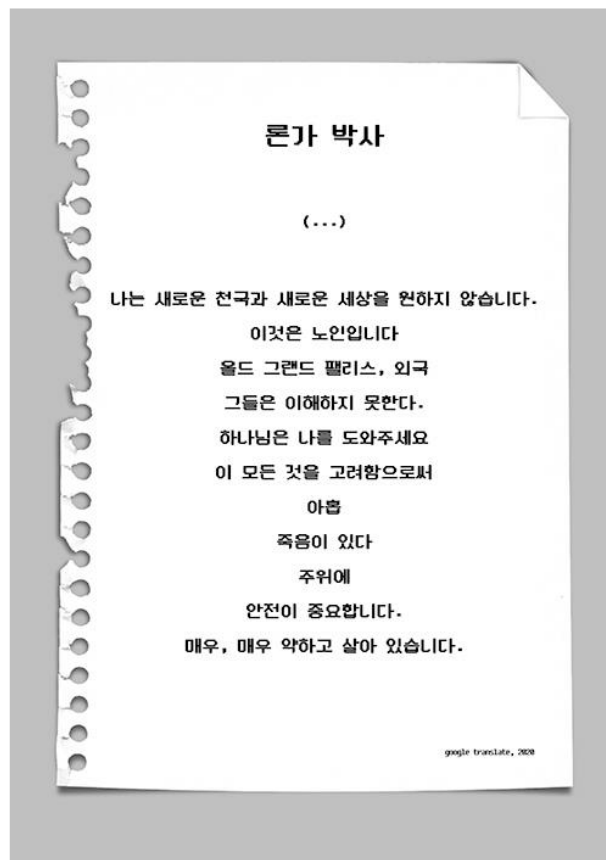 론가 박사
(...)
나는 새로운 천국과 새로운 세상을 원하지 않습니다.
이것은 노인입니다
올드 그랜드 팰리스, 외국
그들은 이해하지 못한다.
하나님은 나를 도와주세요
이 모든 것을 고려함으로써
아홉
죽음이 있다
주위에
안전이 중요합니다.
매우, 매우 약하고 살아 있습니다.
google translate, 2020